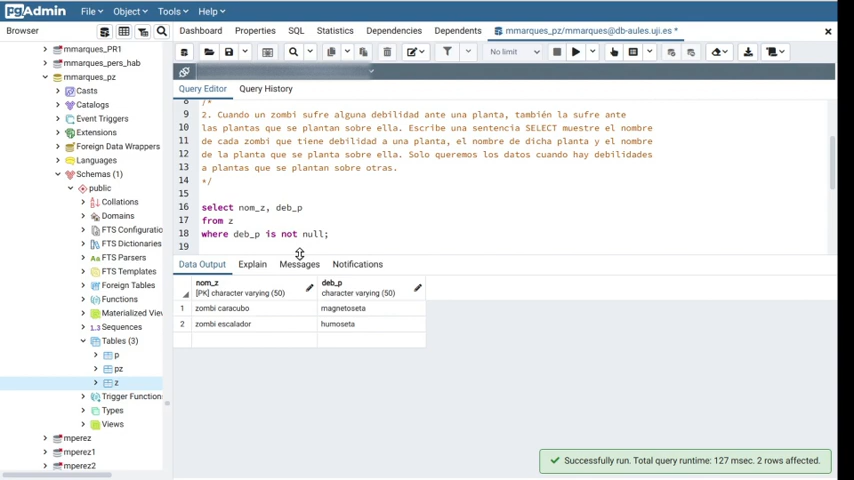 pgAdmin File Object Tools Help
Browser
Dashboard Properties SQL Statistics Dependencies Dependents mmarques_pz/mmarques@db-aules.uji.es *
mmarques_PR1
mmarques_pers_hab
mmarques_pz
Casts
Catalogs
Event Triggers
Extensions
Foreign Data Wrappers
Languages
Schemas (1)
public
Collations
Domains
FTS Configuratio
FTS Dictionaries
FTS Parsers
FTS Templates
Foreign Tables
Functions
Materialized View
Sequences
Tables (3)
p
pz
z
Trigger Function
Types
Views
mperez
mperez1
mperez2
No limit
Query Editor Query History
8 /*
9 2. Cuando un zombi sufre alguna debilidad ante una planta, también la sufre ante
10 las plantas que se plantan sobre ella. Escribe una sentencia SELECT muestre el nombre
11 de cada zombi que tiene debilidad a una planta, el nombre de dicha planta y el nombre
12 de la planta que se planta sobre ella. Solo queremos los datos cuando hay debilidades
13 a plantas que se plantan sobre otras.
14 */
15
16 select nom_z, deb_p
17 from z
18 where deb_p is not null;
19
Data Output Explain Messages Notifications
nom_z deb_p
[PK] character varying (50) character varying (50)
1 zombi caracubo magnetoseta
2 zombi escalador humoseta
Successfully run. Total query runtime: 127 msec. 2 rows affected.